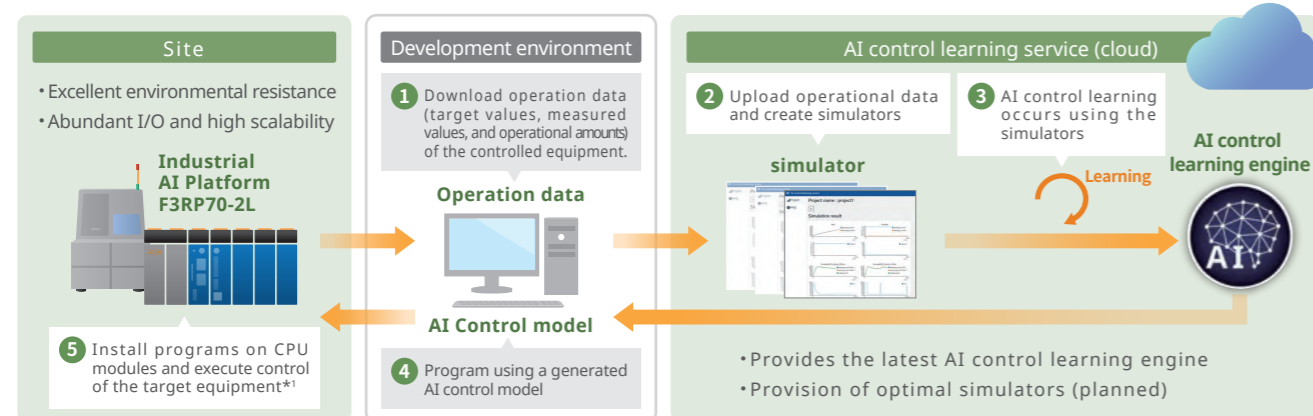 Site
• Excellent environmental resistance
• Abundant I/O and high scalability
Industrial
AI Platform
F3RP70-2L
5 Install programs on CPU
modules and execute control
of the target equipment*1
Development environment
1 Download operation data
(target values, measured
values, and operational amounts)
of the controlled equipment.
Operation data
AI Control model
4 Program using a generated
AI control model
AI control learning service (cloud)
2 Upload operational data
and create simulators
simulator
Project name : project1
Simulation result
3 AI control learning
occurs using the
simulators
Learning
AI control
learning engine
AI
• Provides the latest AI control learning engine
• Provision of optimal simulators (planned)